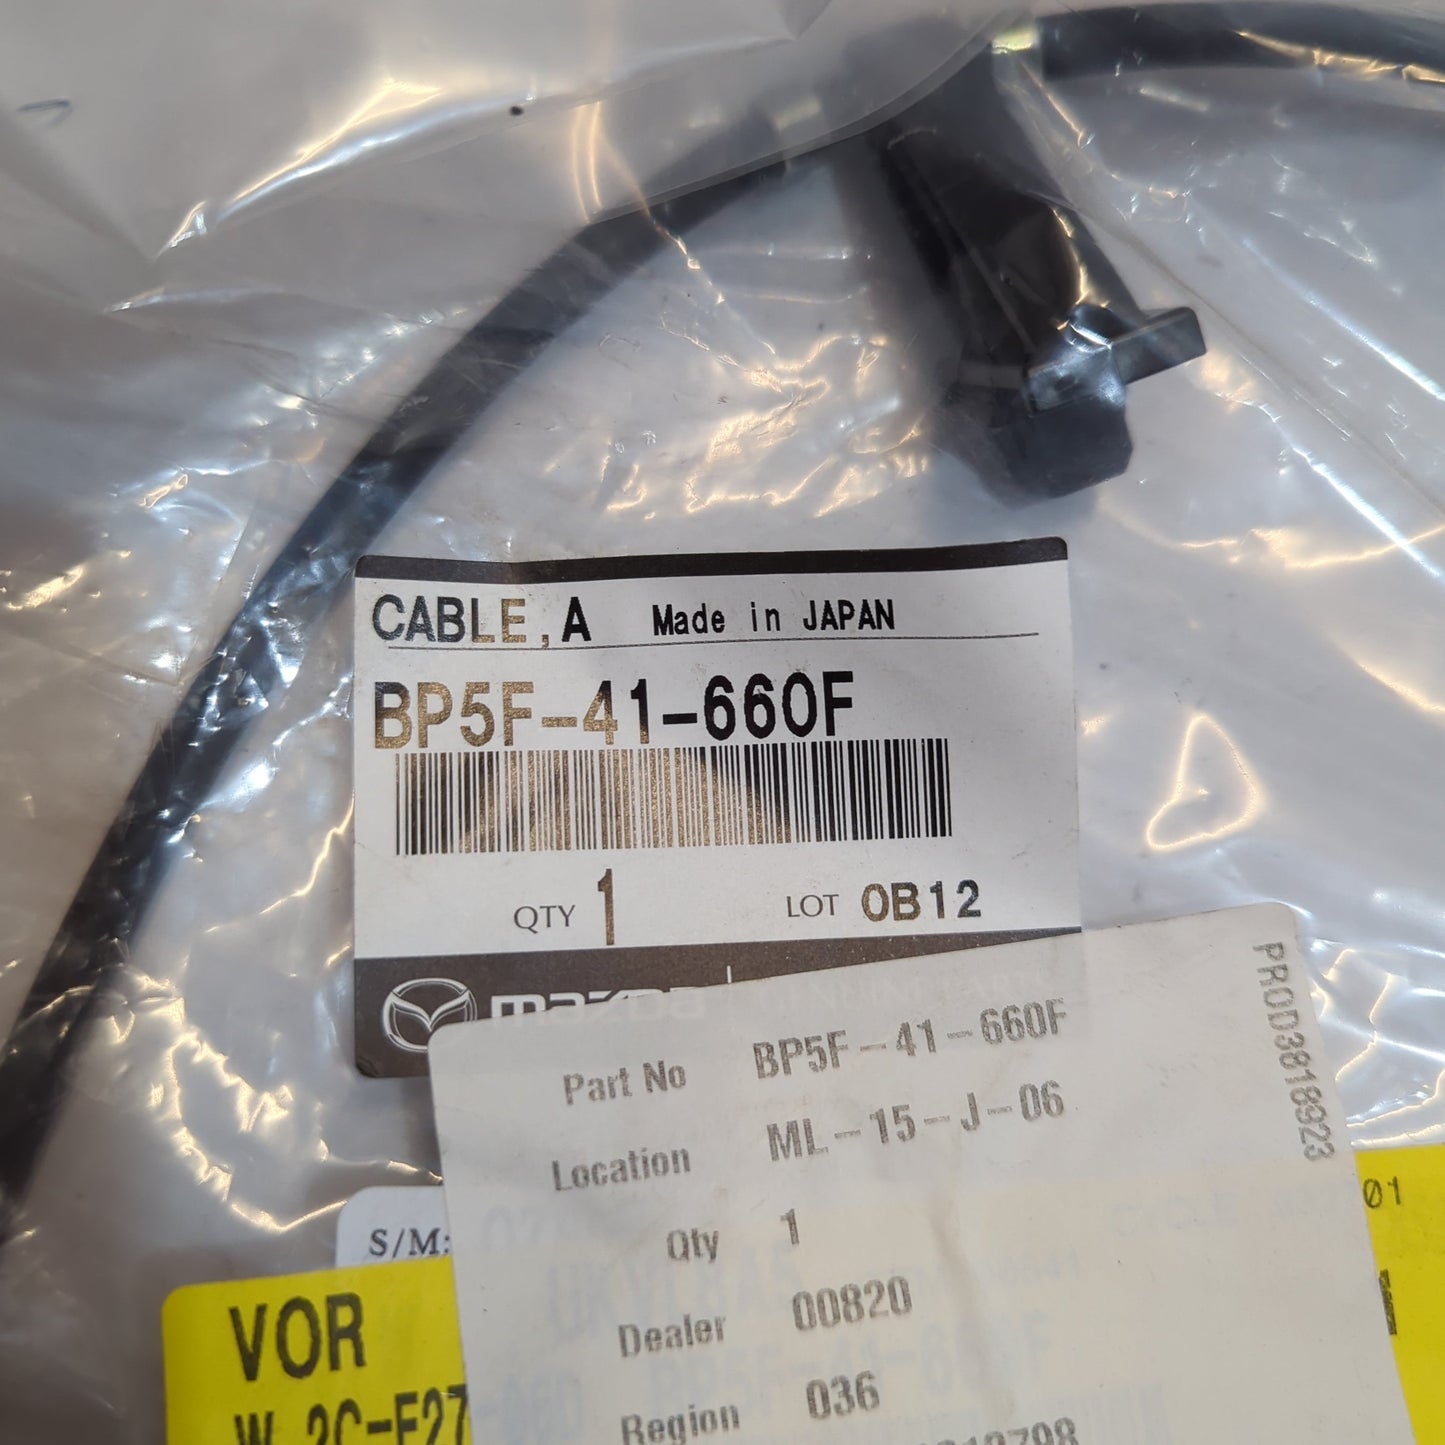 CABLE, A Made in JAPAN
BP5F-41-660F
QTY 1 LOT 0B12
mazda
Part No BP5F-41-660F
Location ML-15-J-06
Qty 1
Dealer 00820
Region 036
PROD3818923
S/M:
VOR